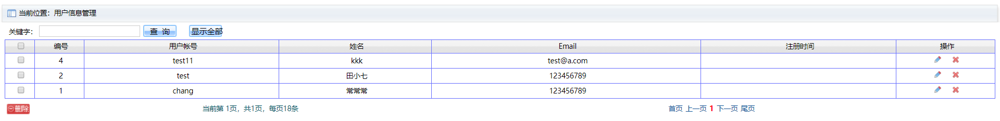 当前位置：用户信息管理
关键字： 查 询 显示全部
编号 用户帐号 姓名 Email 注册时间 操作
4 test11 kkk test@a.com
2 test 田小七 123456789
1 chang 常常常 123456789
删除 当前第 1页，共1页，每页18条 首页 上一页 1 下一页 尾页